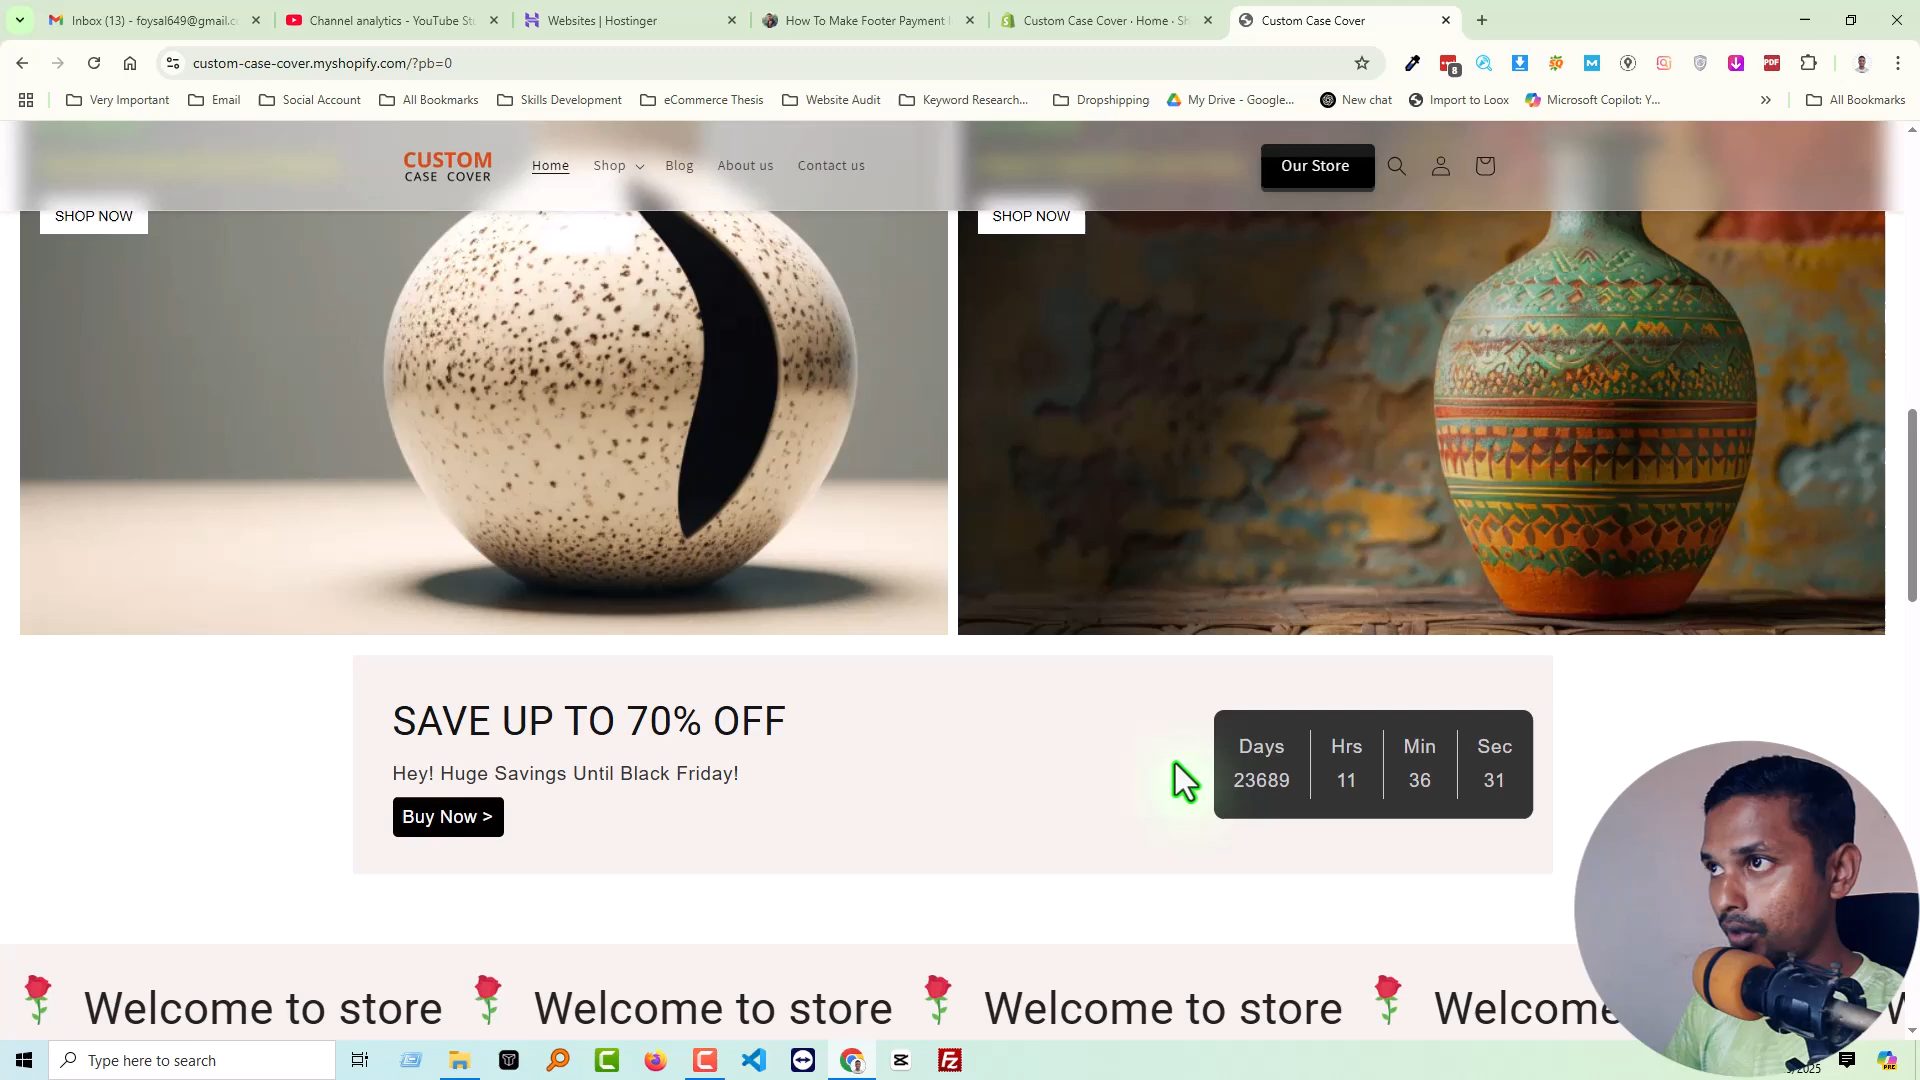 Inbox (13) - foysal649@gmail.c
Channel analytics - YouTube St
Websites | Hostinger
How To Make Footer Payment I
Custom Case Cover · Home · Sh
Custom Case Cover
custom-case-cover.myshopify.com/?pb=0
8
PDF
Very Important
Email
Social Account
All Bookmarks
Skills Development
eCommerce Thesis
Website Audit
Keyword Research...
Dropshipping
My Drive - Google...
New chat
Import to Loox
Microsoft Copilot: Y...
All Bookmarks
CUSTOM
CASE COVER
Home
Shop
Blog
About us
Contact us
Our Store
SHOP NOW
SHOP NOW
SAVE UP TO 70% OFF
Hey! Huge Savings Until Black Friday!
Buy Now >
Days Hrs Min Sec
23689 11 36 31
Welcome to store Welcome to store Welcome to store Welcome
Type here to search